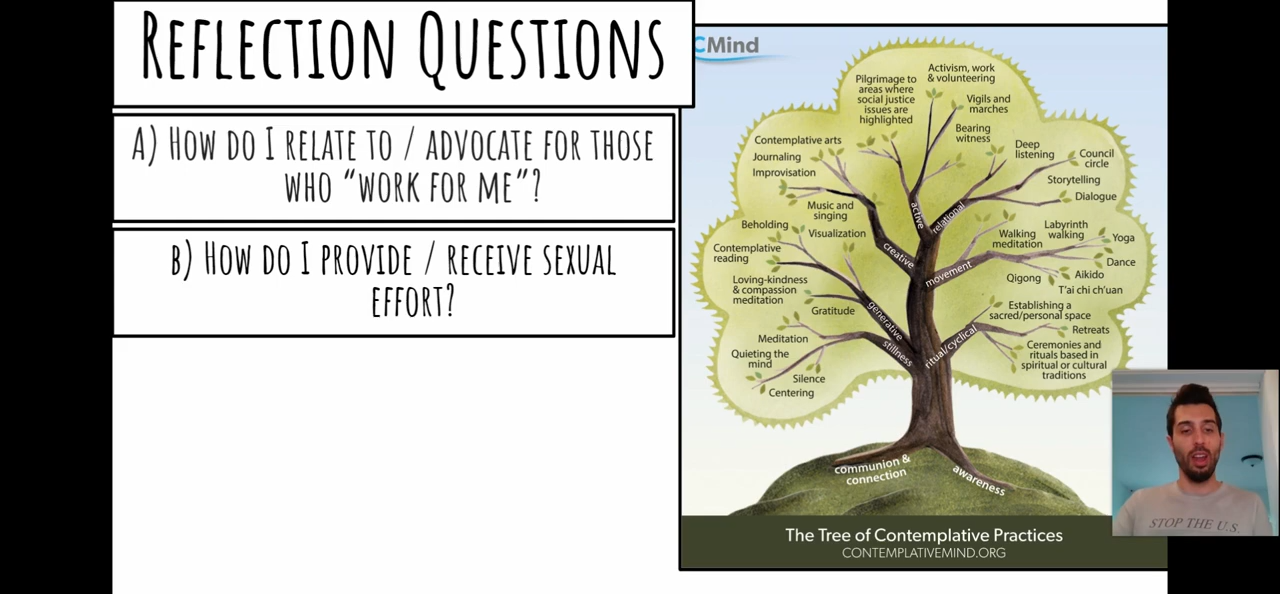 REFLECTION QUESTIONS
A) HOW DO I RELATE TO / ADVOCATE FOR THOSE
WHO “WORK FOR ME”?
B) HOW DO I PROVIDE / RECEIVE SEXUAL
EFFORT?
CMind
Activism, work
& volunteering
Pilgrimage to
areas where
social justice
issues are
highlighted
Vigils and
marches
Bearing
witness
Contemplative arts
Journaling
Improvisation
Deep
listening
Council
circle
Storytelling
Dialogue
active
relational
Music and
singing
Beholding
Visualization
Contemplative
reading
creative
movement
Walking
meditation
Labyrinth
walking
Yoga
Dance
Aikido
Qigong
T'ai chi ch'uan
Loving-kindness
& compassion
meditation
Gratitude
generative
Establishing a
sacred/personal space
Retreats
Meditation
stillness
ritual/cyclical
Ceremonies and
rituals based in
spiritual or cultural
traditions
Quieting the
mind
Silence
Centering
communion &
connection
awareness
STOP THE U.S.
The Tree of Contemplative Practices
CONTEMPLATIVEMIND.ORG